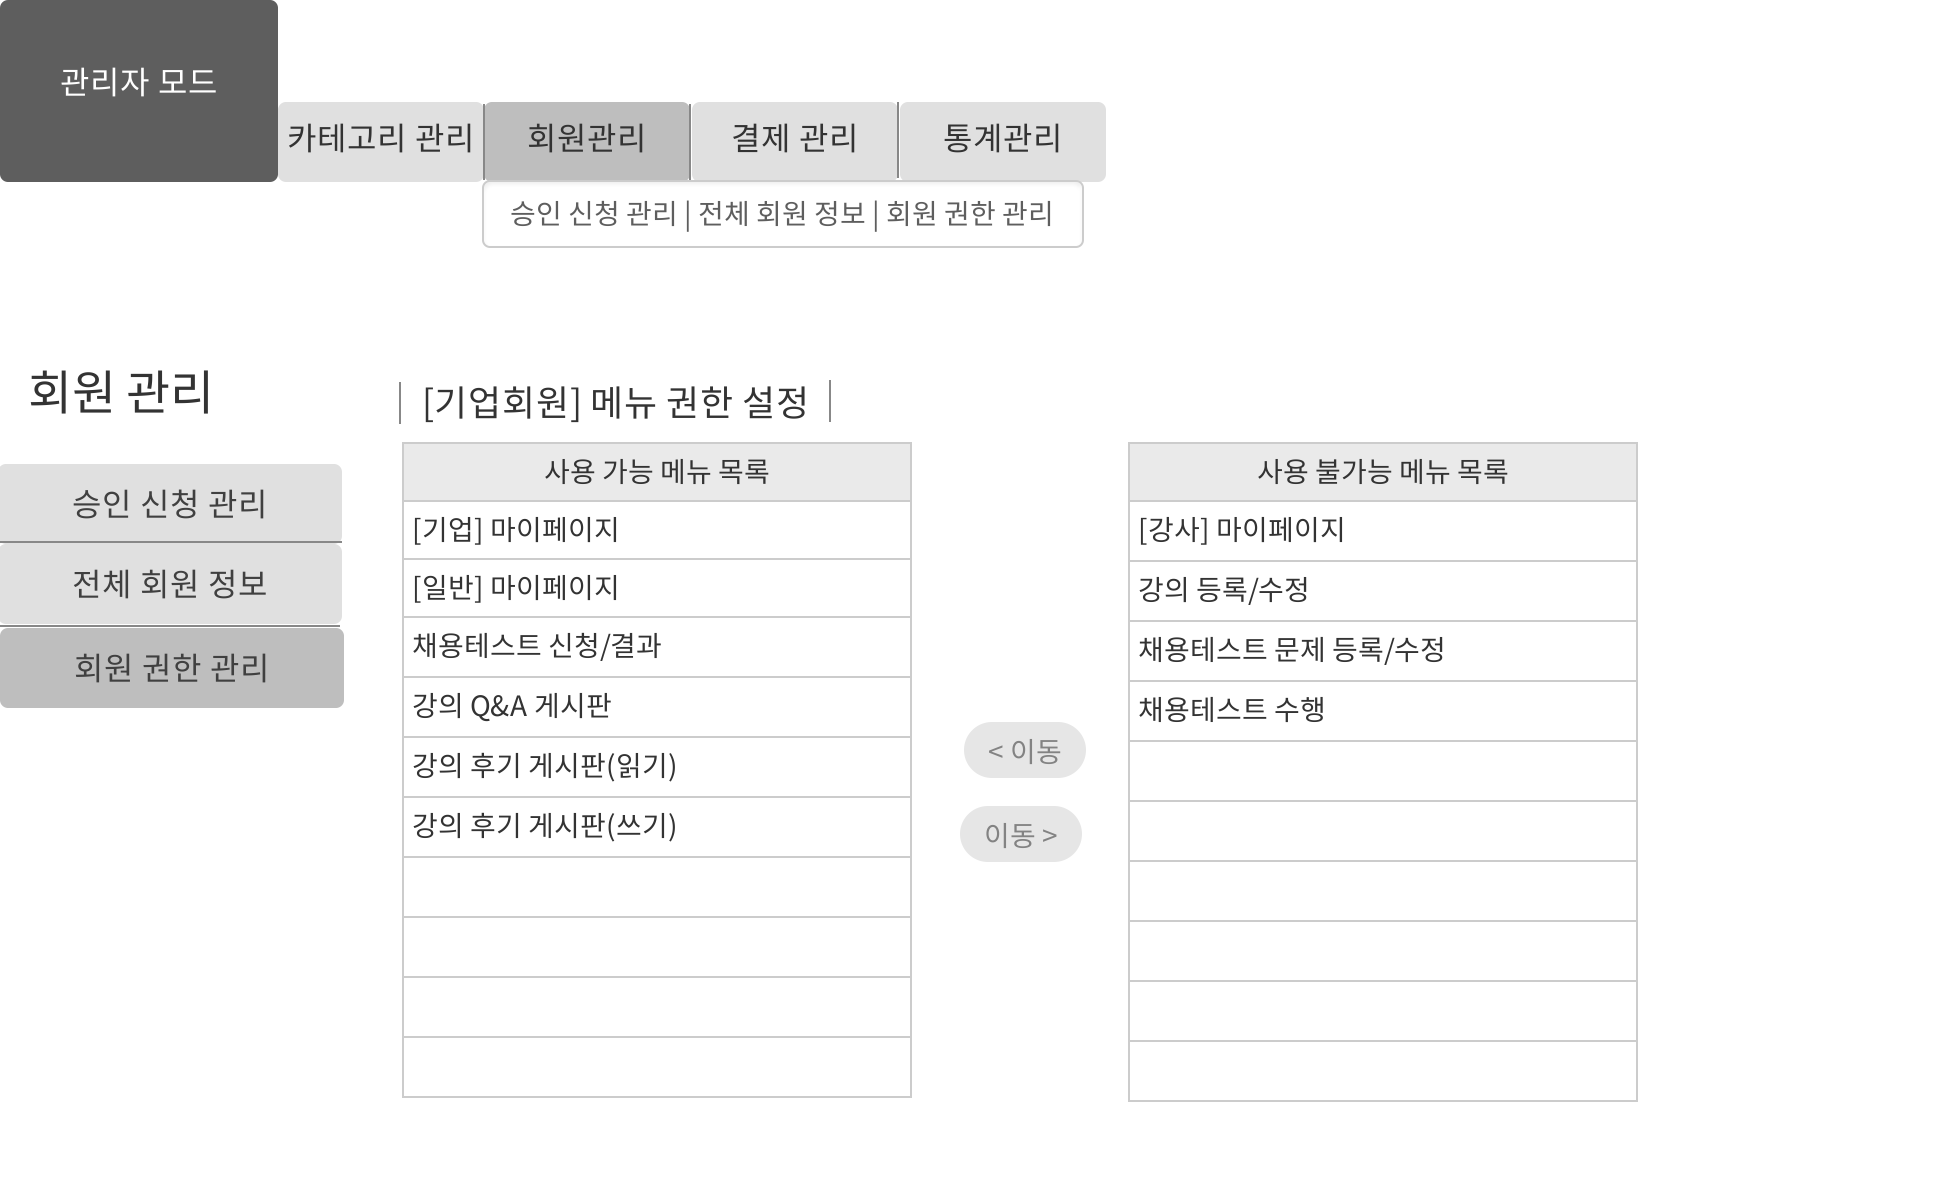 관리자 모드
카테고리 관리
회원관리
결제 관리
통계관리
승인 신청 관리 | 전체 회원 정보 | 회원 권한 관리
회원 관리
승인 신청 관리
전체 회원 정보
회원 권한 관리
[기업회원] 메뉴 권한 설정
사용 가능 메뉴 목록
[기업] 마이페이지
[일반] 마이페이지
채용테스트 신청/결과
강의 Q&A 게시판
강의 후기 게시판(읽기)
강의 후기 게시판(쓰기)
< 이동
이동 >
사용 불가능 메뉴 목록
[강사] 마이페이지
강의 등록/수정
채용테스트 문제 등록/수정
채용테스트 수행